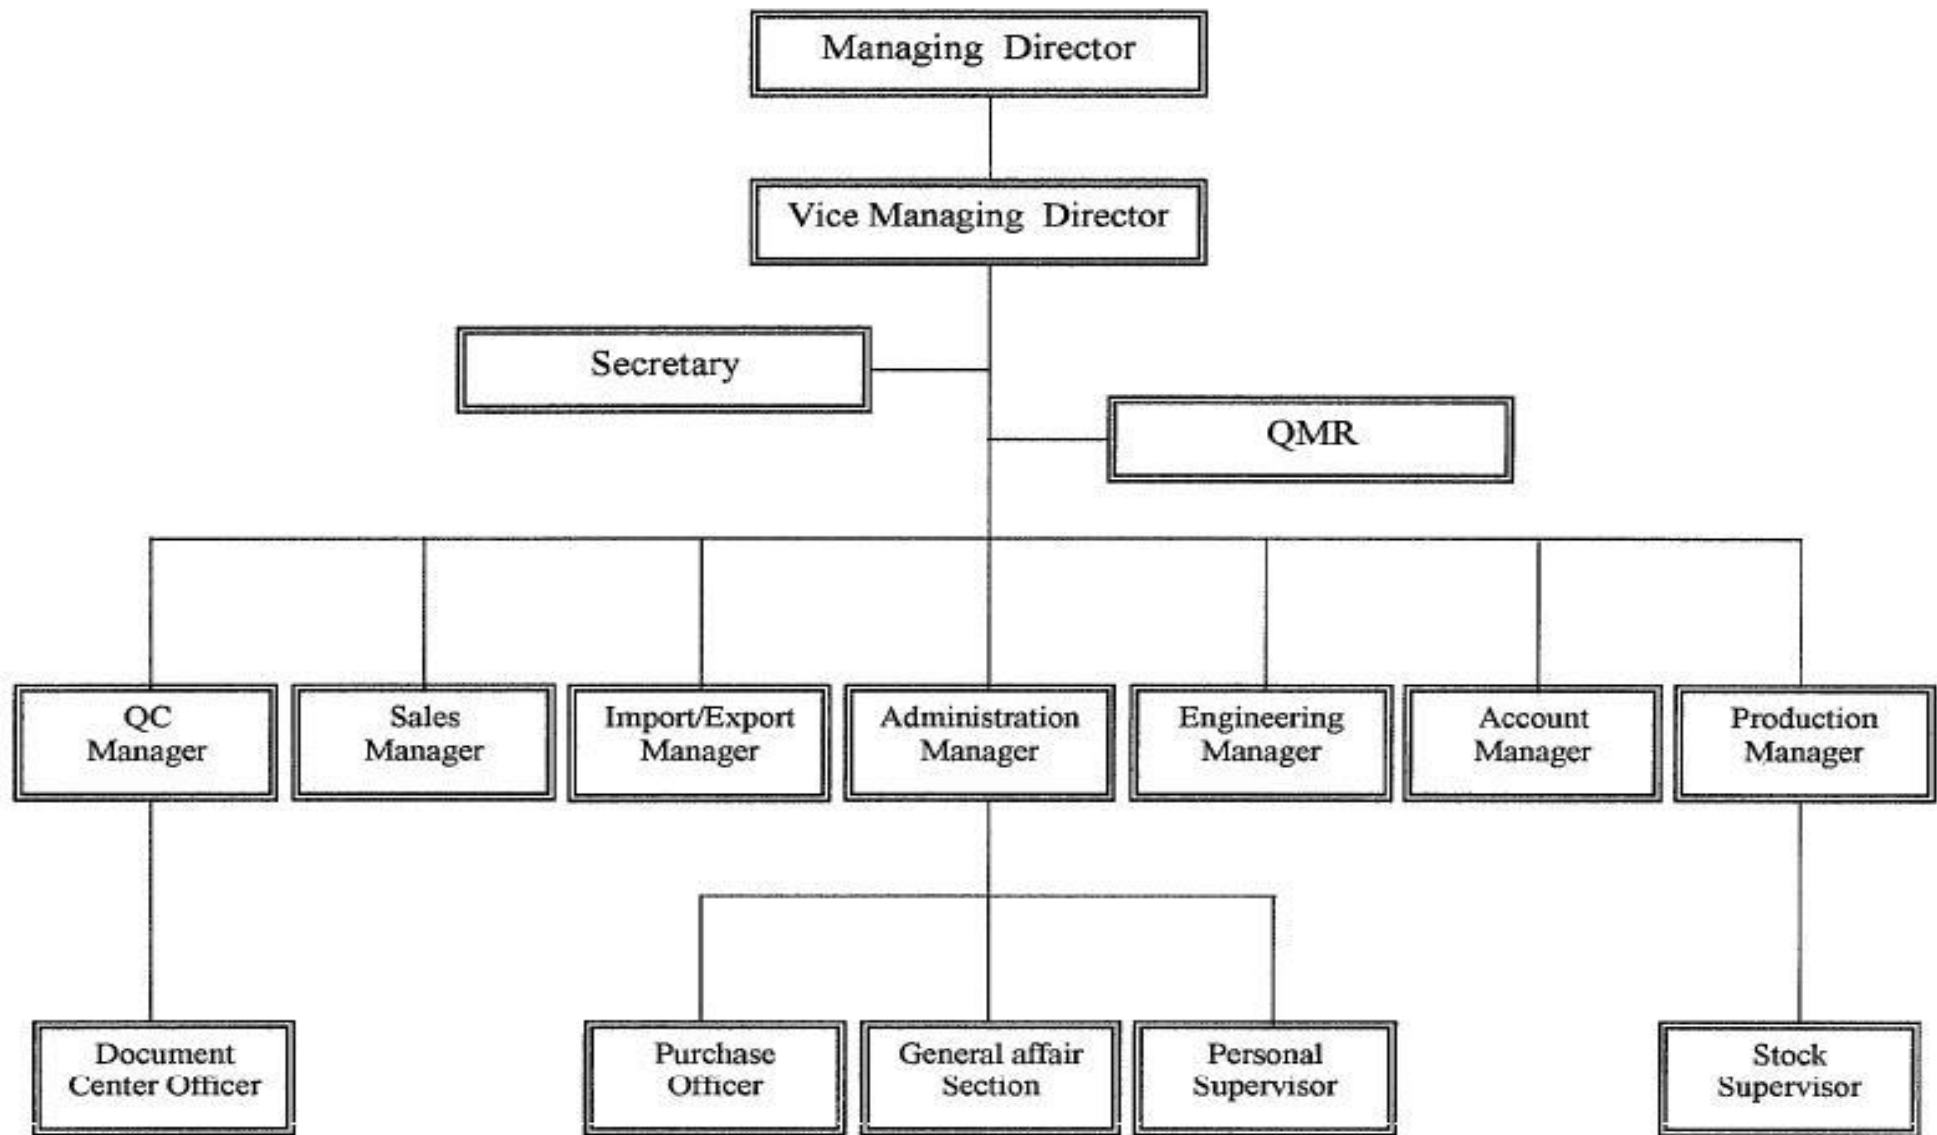 Managing Director
Vice Managing Director
Secretary
QMR
QC
Manager
Sales
Manager
Import/Export
Manager
Administration
Manager
Engineering
Manager
Account
Manager
Production
Manager
Document
Center Officer
Purchase
Officer
General affair
Section
Personal
Supervisor
Stock
Supervisor